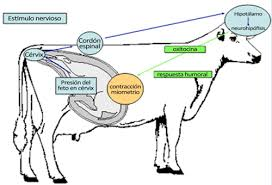 Estímulo nervioso
Cordón
espinal
Hipotálamo
neurohipófisis
Cérvix
oxitocina
respuesta humoral
Presión del
feto en cérvix
contracción
miometrio